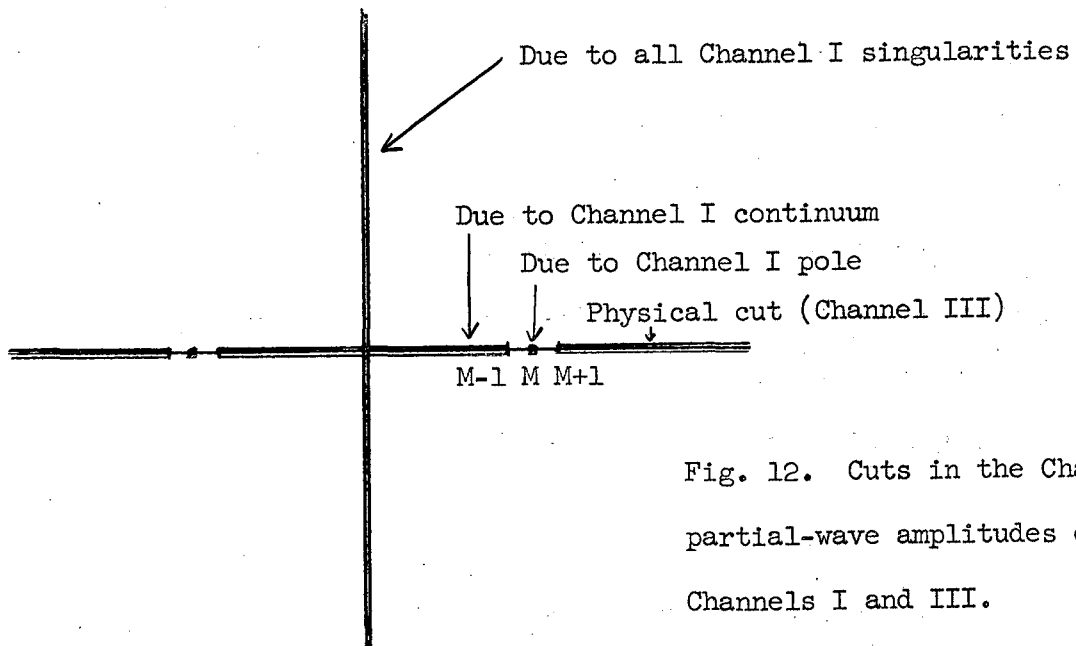 Due to all Channel I singularities
Due to Channel I continuum
Due to Channel I pole
Physical cut (Channel III)
M-1 M M+1
Fig. 12. Cuts in the
partial-wave amplitudes
Channels I and III.